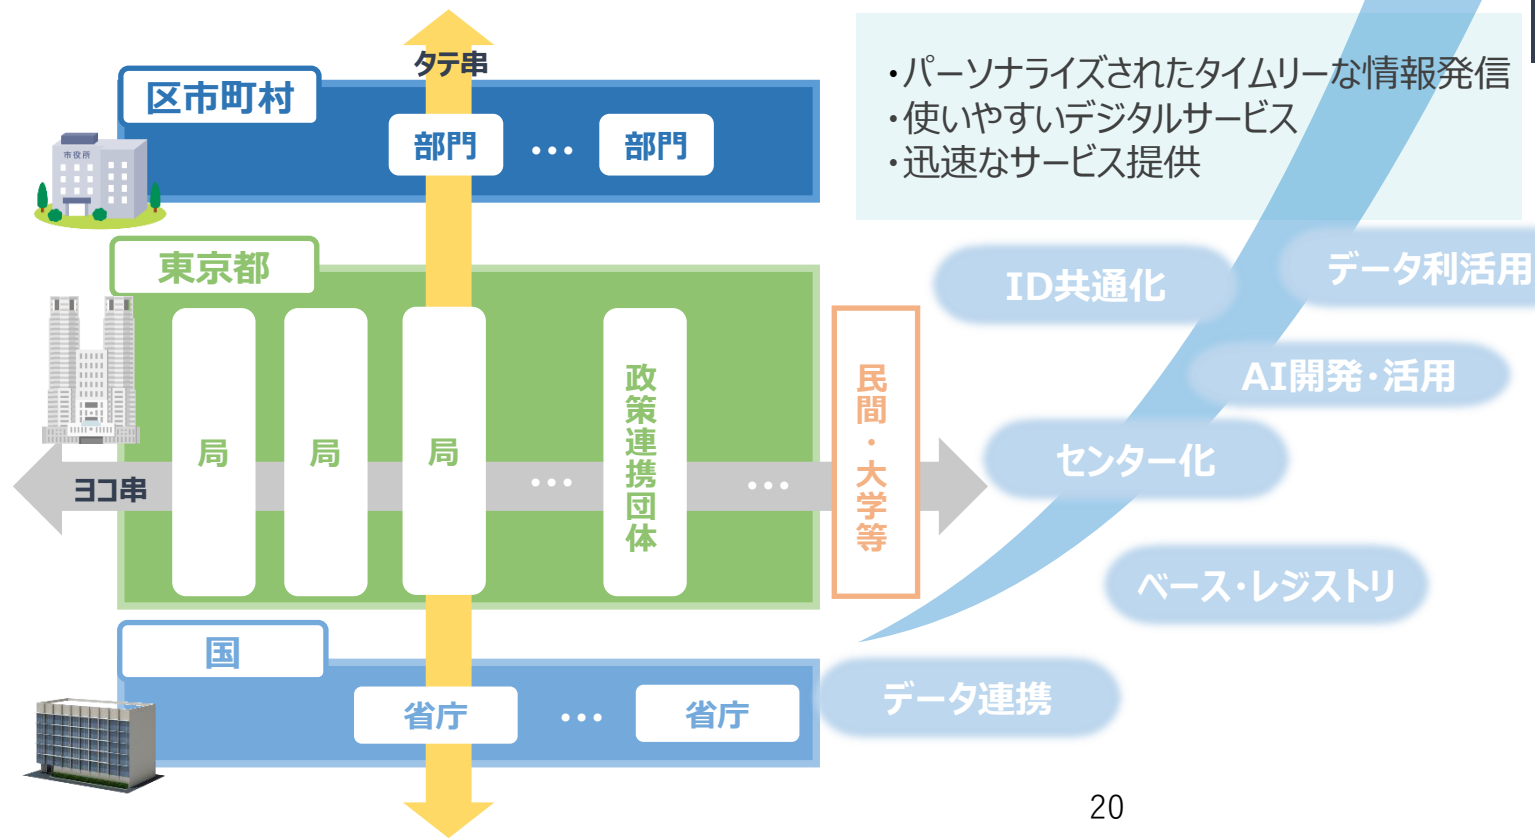 タテ串
区市町村
部門
…
部門
市役所
東京都
局
局
局
…
政策連携団体
…
民間・大学等
ヨコ串
国
省庁
…
省庁
・パーソナライズされたタイムリーな情報発信
・使いやすいデジタルサービス
・迅速なサービス提供
ID共通化
データ利活用
AI開発・活用
センター化
ベース・レジストリ
データ連携
20